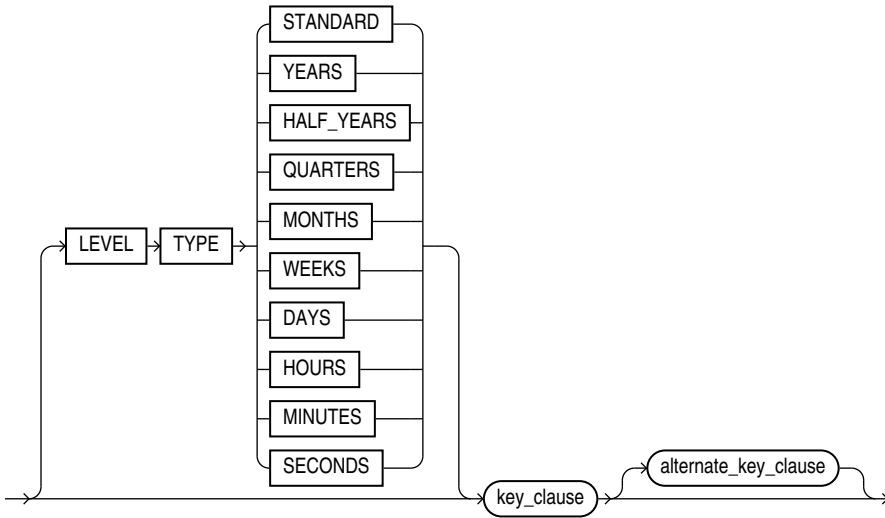 STANDARD
YEARS
HALF_YEARS
QUARTERS
MONTHS
LEVEL TYPE
WEEKS
DAYS
HOURS
MINUTES
SECONDS
alternate_key_clause
key_clause